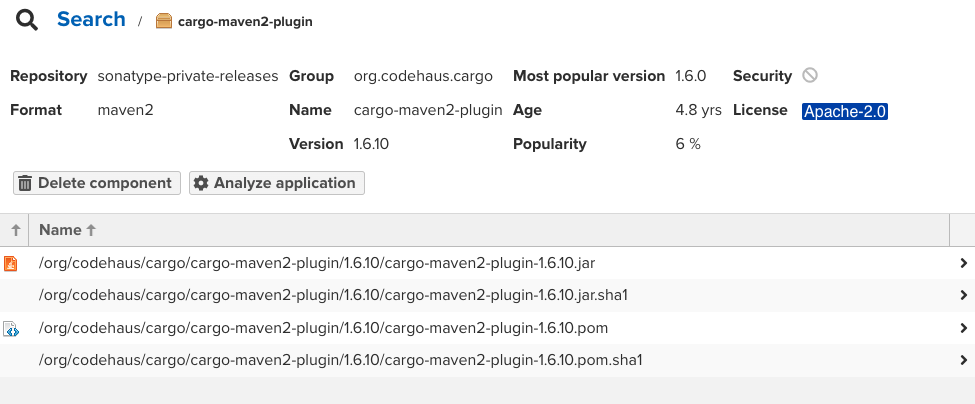 Search / cargo-maven2-plugin
Repository sonatype-private-releases Group org.codehaus.cargo Most popular version 1.6.0 Security
Format maven2 Name cargo-maven2-plugin Age 4.8 yrs License Apache-2.0
Version 1.6.10 Popularity 6 %
Delete component Analyze application
Name
/org/codehaus/cargo/cargo-maven2-plugin/1.6.10/cargo-maven2-plugin-1.6.10.jar
/org/codehaus/cargo/cargo-maven2-plugin/1.6.10/cargo-maven2-plugin-1.6.10.jar.sha1
/org/codehaus/cargo/cargo-maven2-plugin/1.6.10/cargo-maven2-plugin-1.6.10.pom
/org/codehaus/cargo/cargo-maven2-plugin/1.6.10/cargo-maven2-plugin-1.6.10.pom.sha1